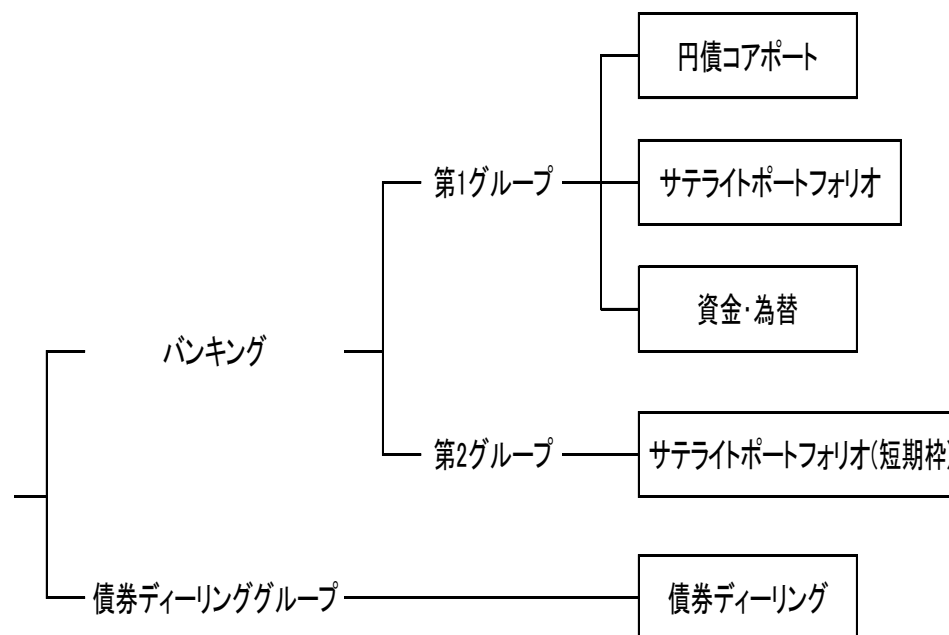 円債コアポート
第1グループ
サテライトポートフォリオ
資金・為替
バンキング
第2グループ
サテライトポートフォリオ(短期枠)
債券ディーリンググループ
債券ディーリング